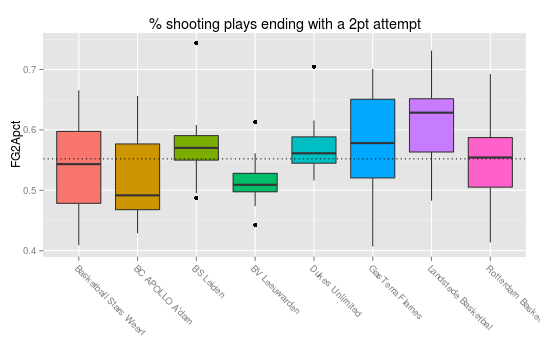 % shooting plays ending with a 2pt attempt
FG2Apct
0.7
0.6
0.5
0.4
Basketball Stars Weert
BC APOLLO A'dam
BS Leiden
BV Leeuwarden
Dukes Unlimited
GasTerra Flames
Landstede Basketbal
Rotterdam Baske